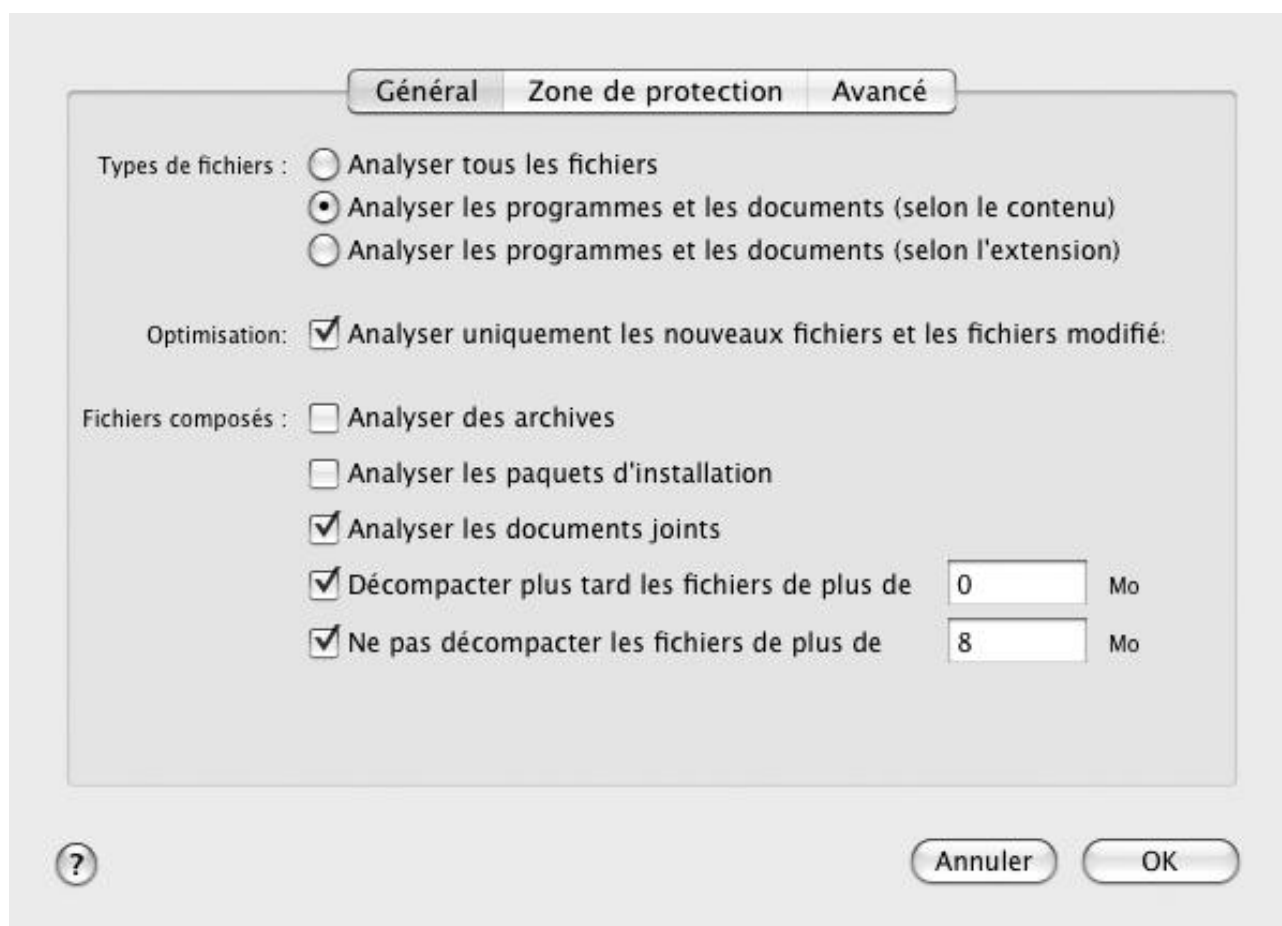 Général Zone de protection Avancé
Types de fichiers : Analyser tous les fichiers
Analyser les programmes et les documents (selon le contenu)
Analyser les programmes et les documents (selon l'extension)
Optimisation: Analyser uniquement les nouveaux fichiers et les fichiers modifié
Fichiers composés : Analyser des archives
Analyser les paquets d'installation
Analyser les documents joints
Décompacter plus tard les fichiers de plus de 0 Mo
Ne pas décompacter les fichiers de plus de 8 Mo
? Annuler OK